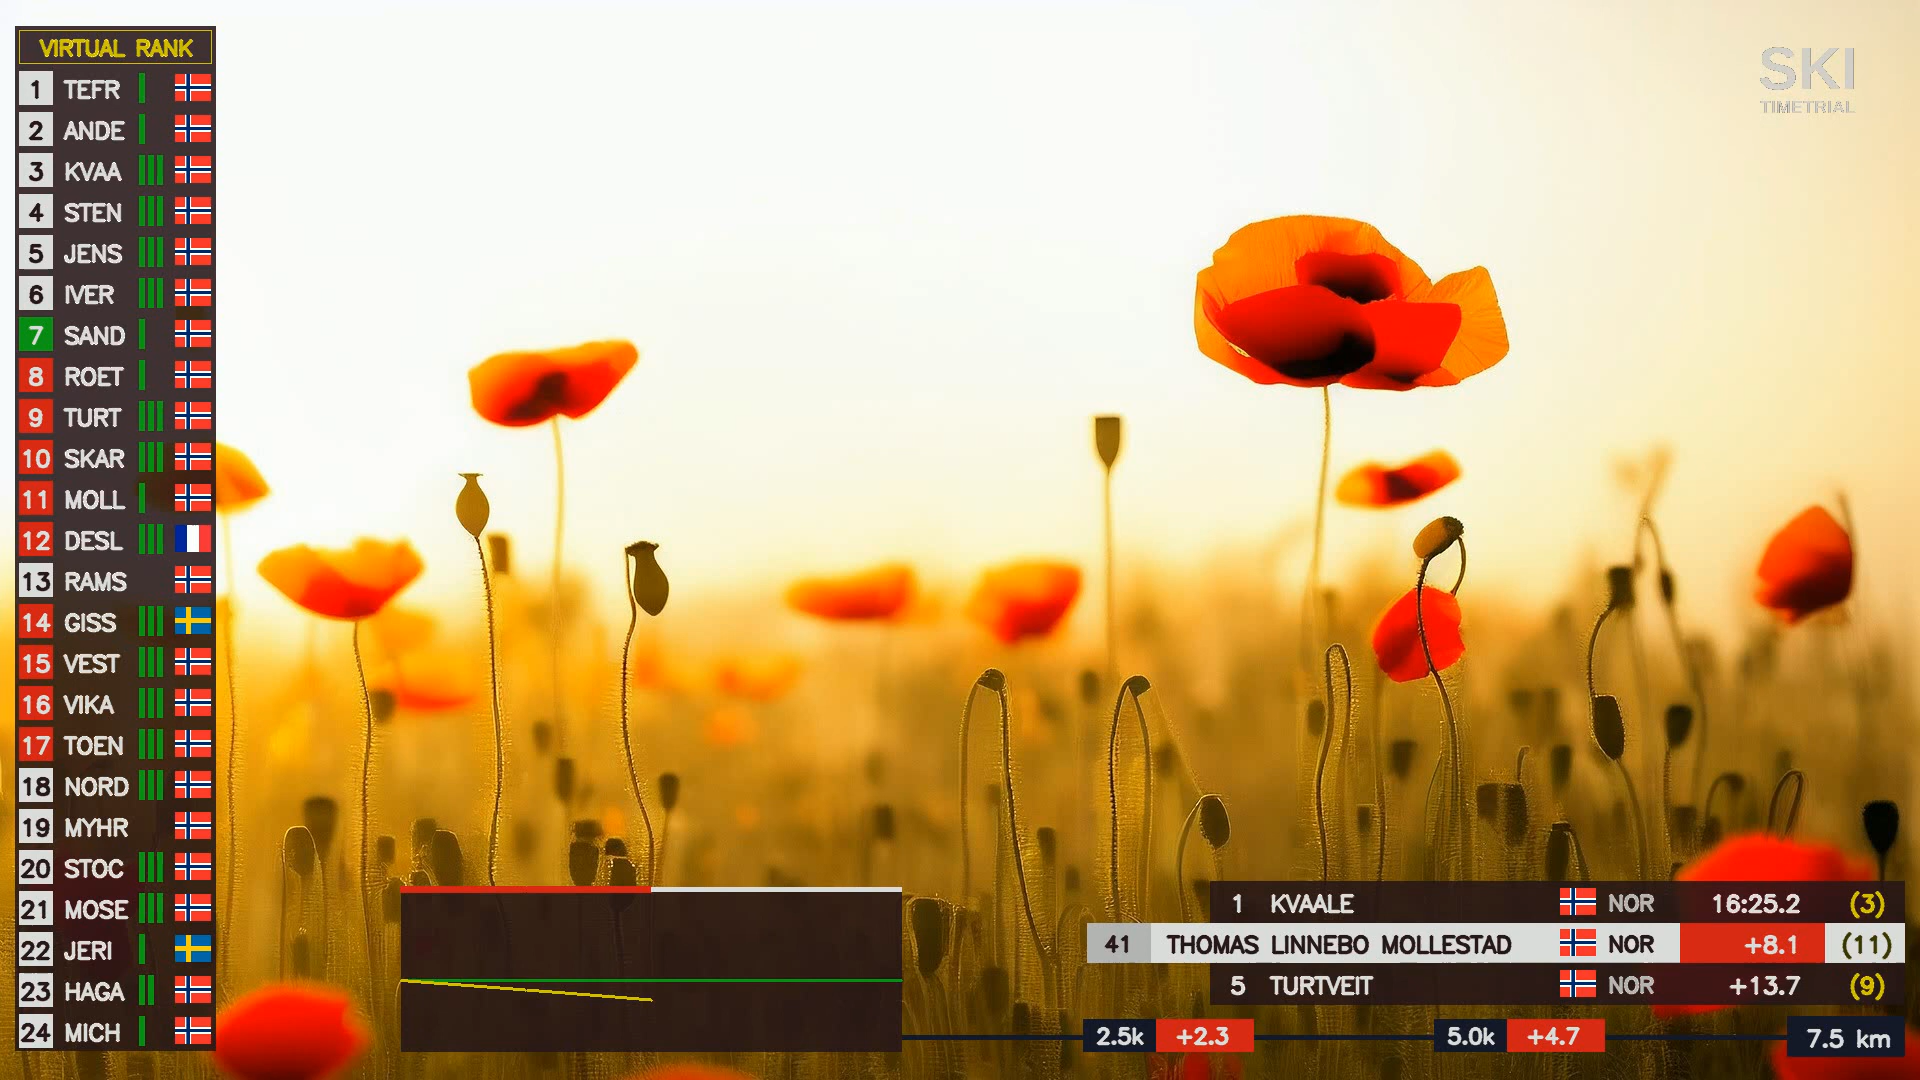 VIRTUAL RANK
1 TEFR
2 ANDE
3 KVAA
4 STEN
5 JENS
6 IVER
7 SAND
8 ROET
9 TURT
10 SKAR
11 MOLL
12 DESL
13 RAMS
14 GISS
15 VEST
16 VIKA
17 TOEN
18 NORD
19 MYHR
20 STOC
21 MOSE
22 JERI
23 HAGA
24 MICH
SKI
TIMETRIAL
1 KVAALE NOR 16:25.2 (3)
41 THOMAS LINNEBO MOLLESTAD NOR +8.1 (11)
5 TURTVEIT NOR +13.7 (9)
2.5k +2.3 5.0k +4.7 7.5 km